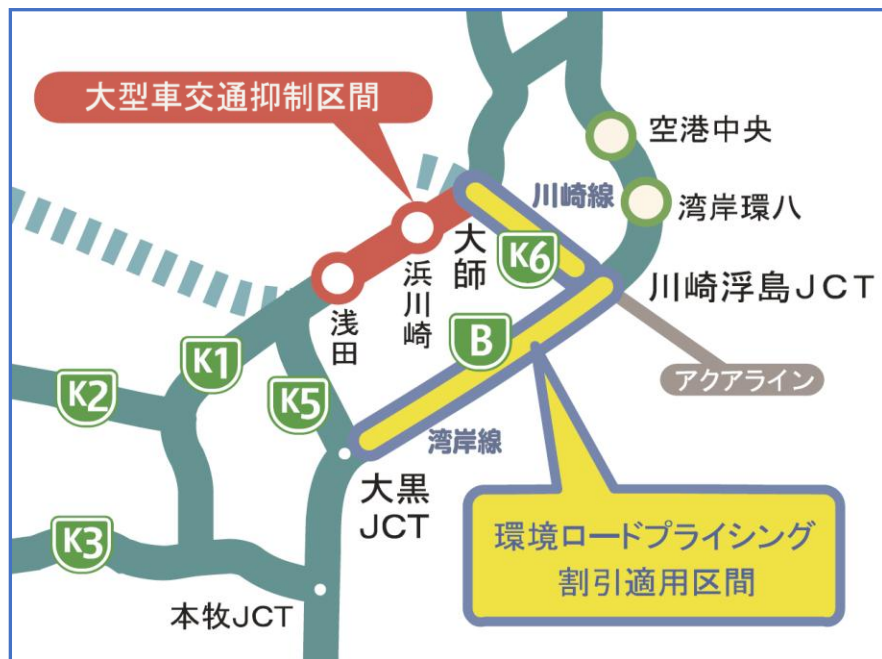 大型車交通抑制区間
空港中央
川崎線
湾岸環八
大師
K6
浜川崎
川崎浮島JCT
浅田
B
K1
アクアライン
K2
K5
湾岸線
大黒
JCT
環境ロードプライシング
割引適用区間
K3
本牧JCT